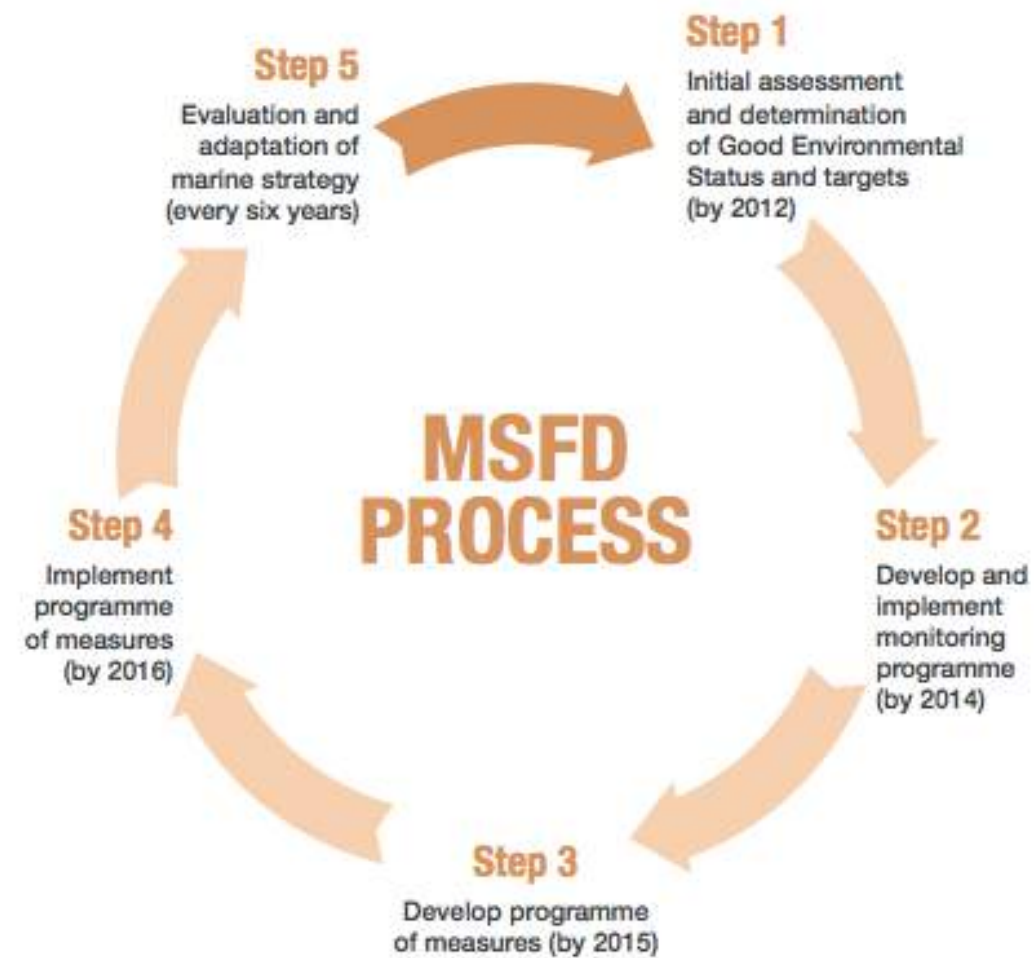 Step 1
Initial assessment
and determination
of Good Environmental
Status and targets
(by 2012)
Step 2
Develop and
implement
monitoring
programme
(by 2014)
Step 3
Develop programme
of measures (by 2015)
Step 4
Implement
programme
of measures
(by 2016)
Step 5
Evaluation and
adaptation of
marine strategy
(every six years)
MSFD
PROCESS